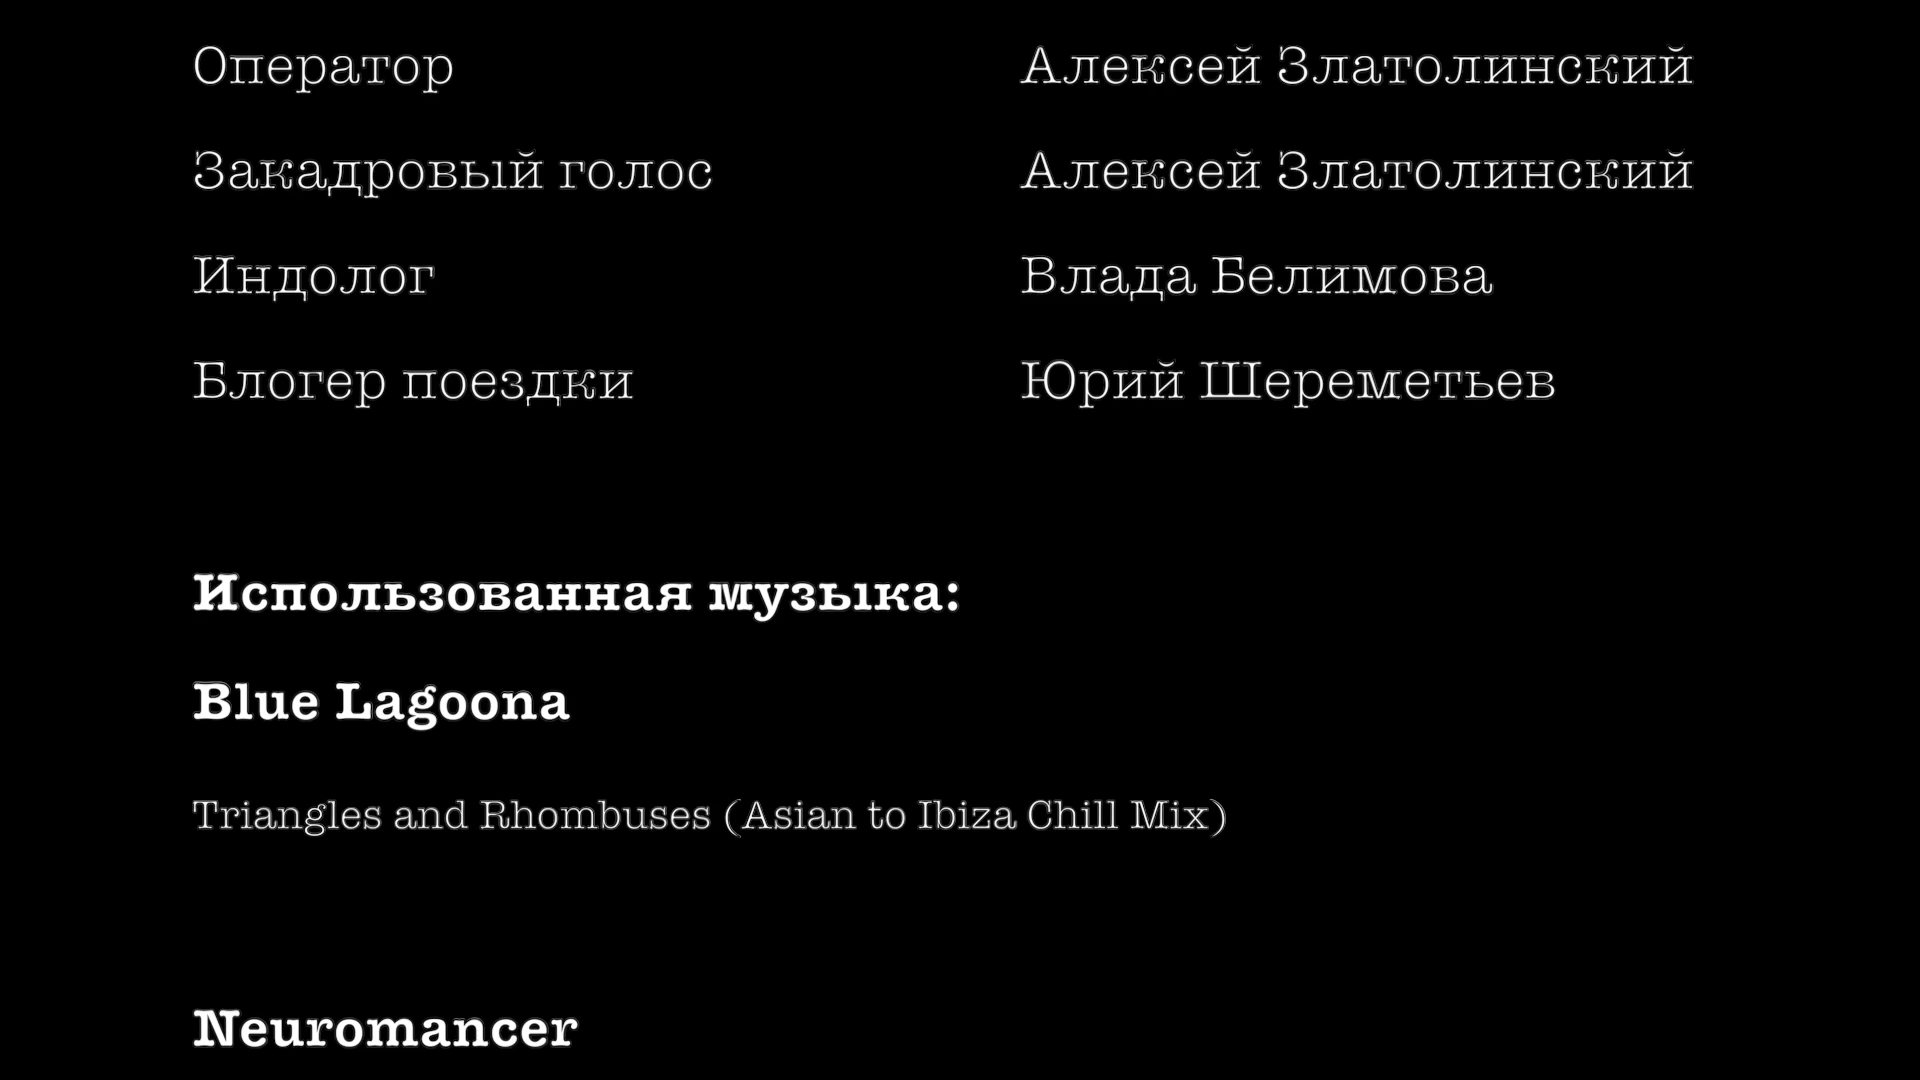 Оператор Алексей Златолинский
Закадровый голос Алексей Златолинский
Индолог Влада Белимова
Блогер поездки Юрий Шереметьев
Использованная музыка:
Blue Lagoona
Triangles and Rhombuses (Asian to Ibiza Chill Mix)
Neuromancer